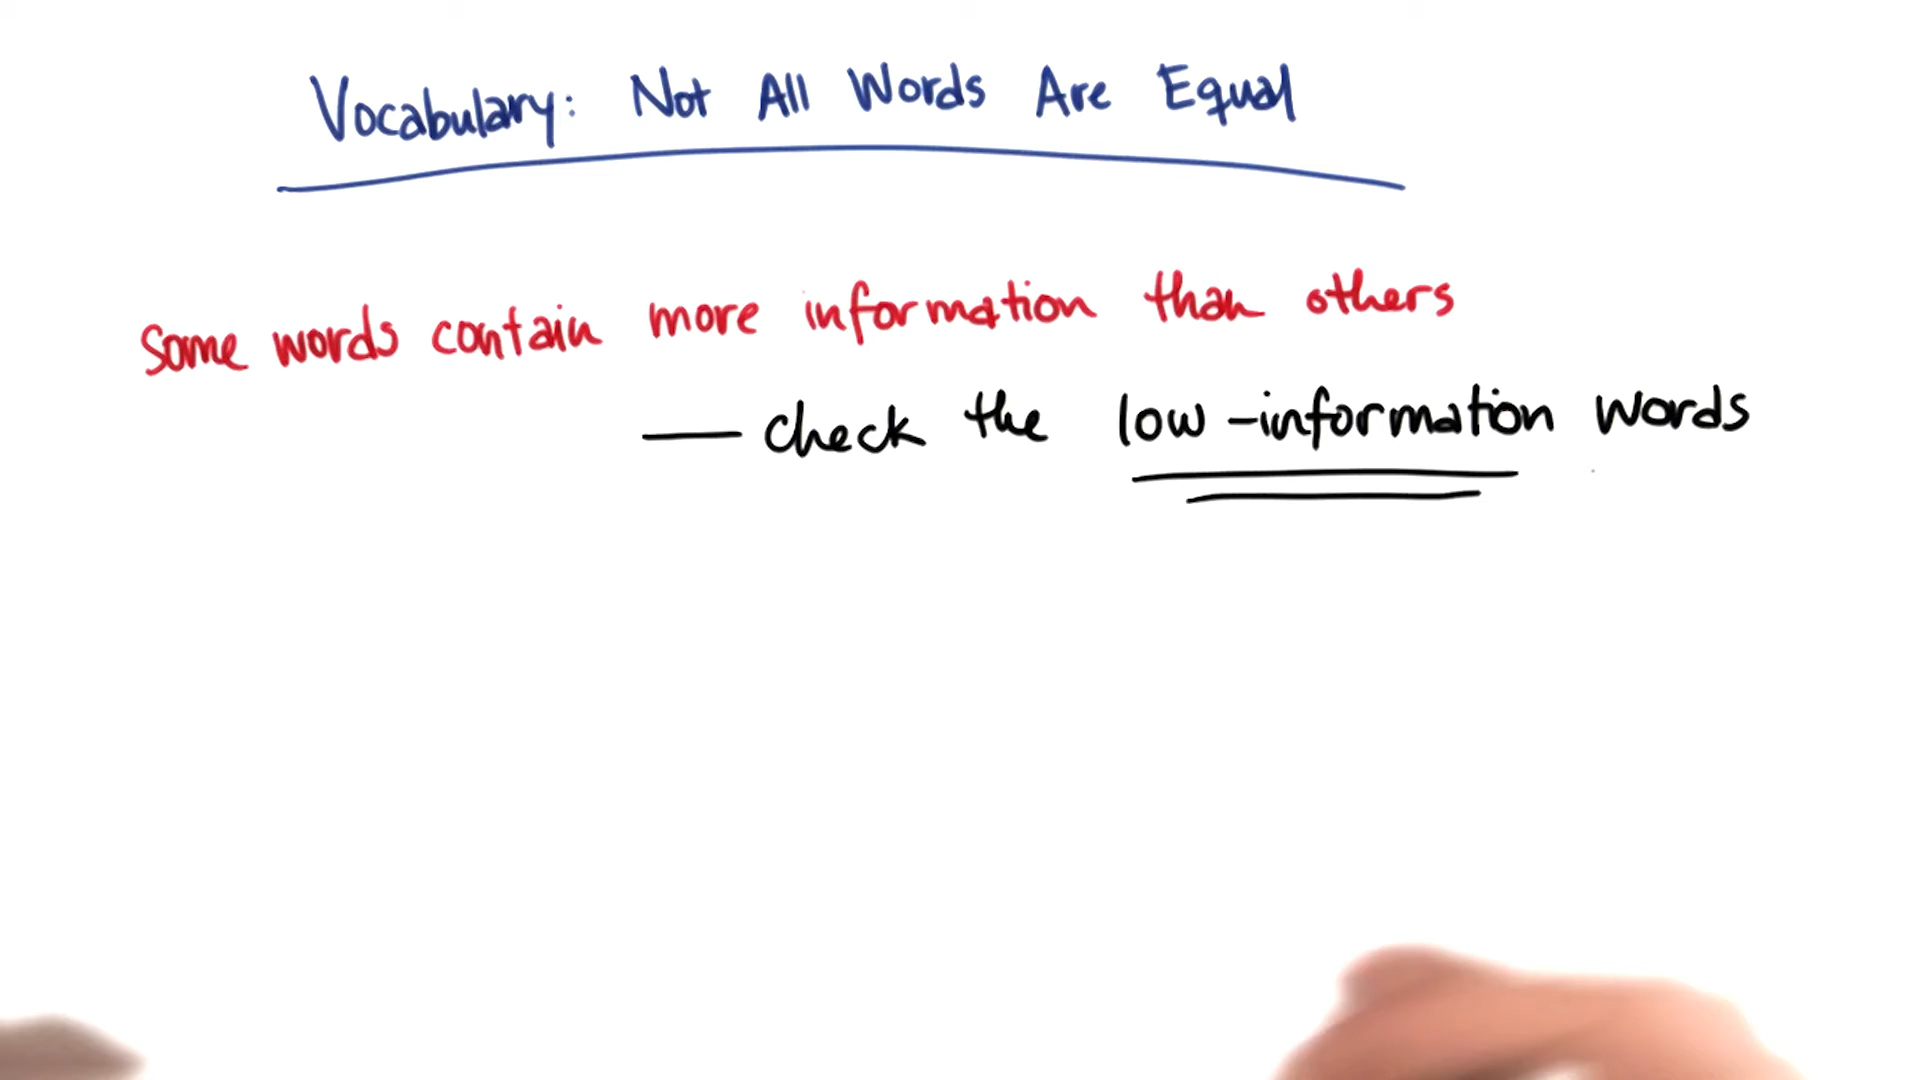 Vocabulary: Not All Words Are Equal
Some words contain more information than others
— check the low-information words